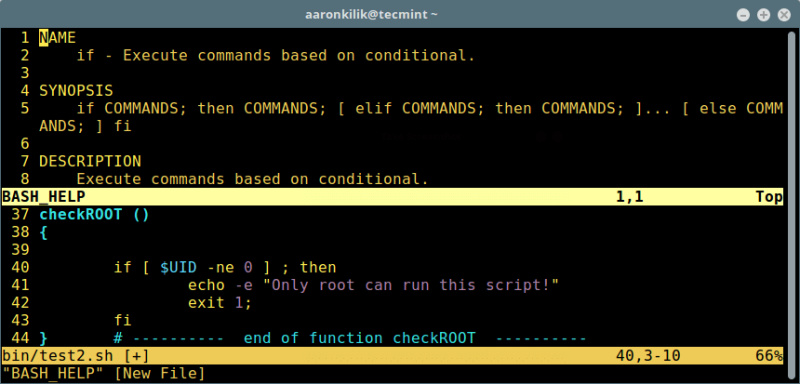 aaronkilik@tecmint ~
1 NAME
2     if - Execute commands based on conditional.
3
4 SYNOPSIS
5     if COMMANDS; then COMMANDS; [ elif COMMANDS; then COMMANDS; ]... [ else COMM
ANDS; ] fi
6
7 DESCRIPTION
8     Execute commands based on conditional.
BASH_HELP 1,1 Top
37 checkROOT ()
38 {
39
40         if [ $UID -ne 0 ] ; then
41                 echo -e "Only root can run this script!"
42                 exit 1;
43         fi
44 }       # ----------  end of function checkROOT  ----------
bin/test2.sh [+] 40,3-10 66%
"BASH_HELP" [New File]